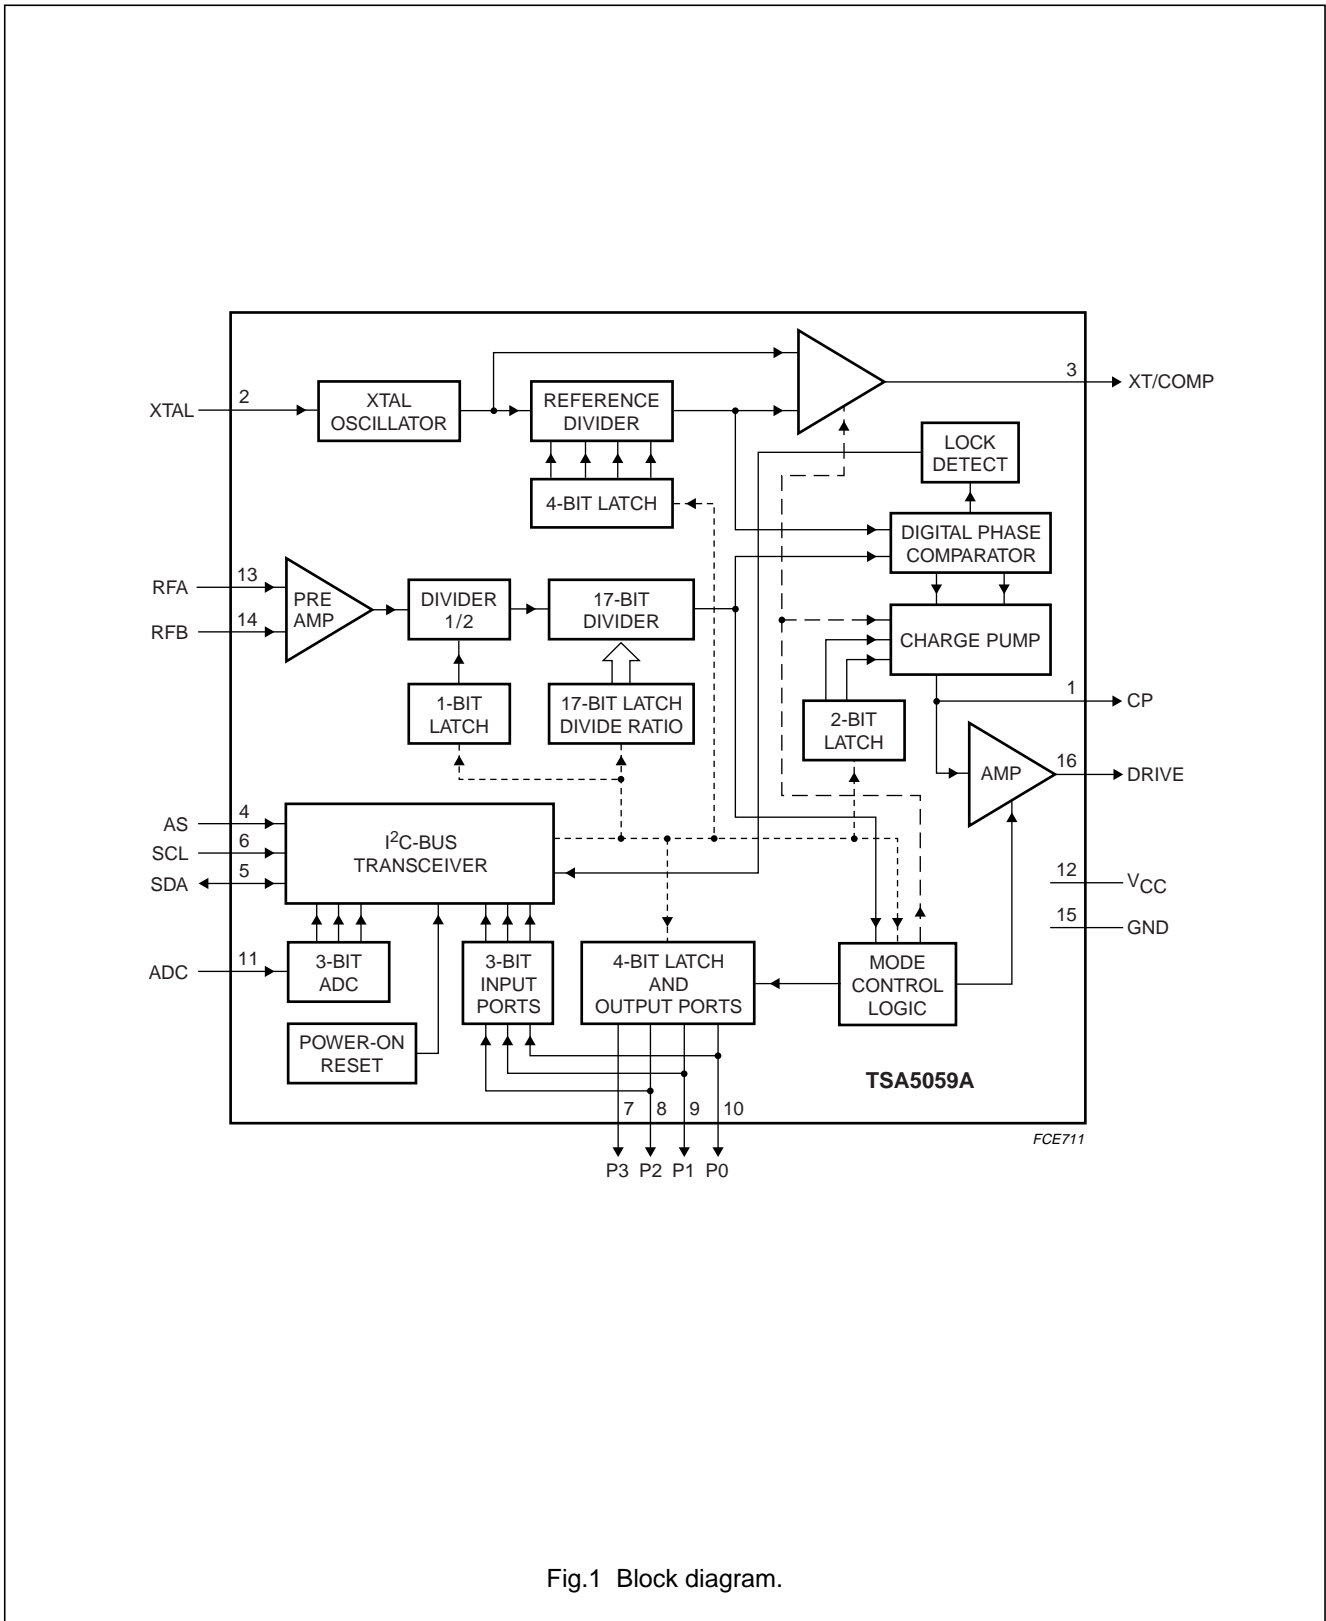 XTAL
2
XTAL
OSCILLATOR
REFERENCE
DIVIDER
4-BIT LATCH
3
XT/COMP
LOCK
DETECT
DIGITAL PHASE
COMPARATOR
CHARGE PUMP
RFA
13
RFB
14
PRE
AMP
DIVIDER
1/2
17-BIT
DIVIDER
1-BIT
LATCH
17-BIT LATCH
DIVIDE RATIO
2-BIT
LATCH
1
CP
AMP
16
DRIVE
AS
4
SCL
6
SDA
5
I2C-BUS
TRANSCEIVER
12
VCC
15
GND
ADC
11
3-BIT
ADC
3-BIT
INPUT
PORTS
4-BIT LATCH
AND
OUTPUT PORTS
MODE
CONTROL
LOGIC
POWER-ON
RESET
TSA5059A
7
8
9
10
FCE711
P3
P2
P1
P0
Fig.1 Block diagram.